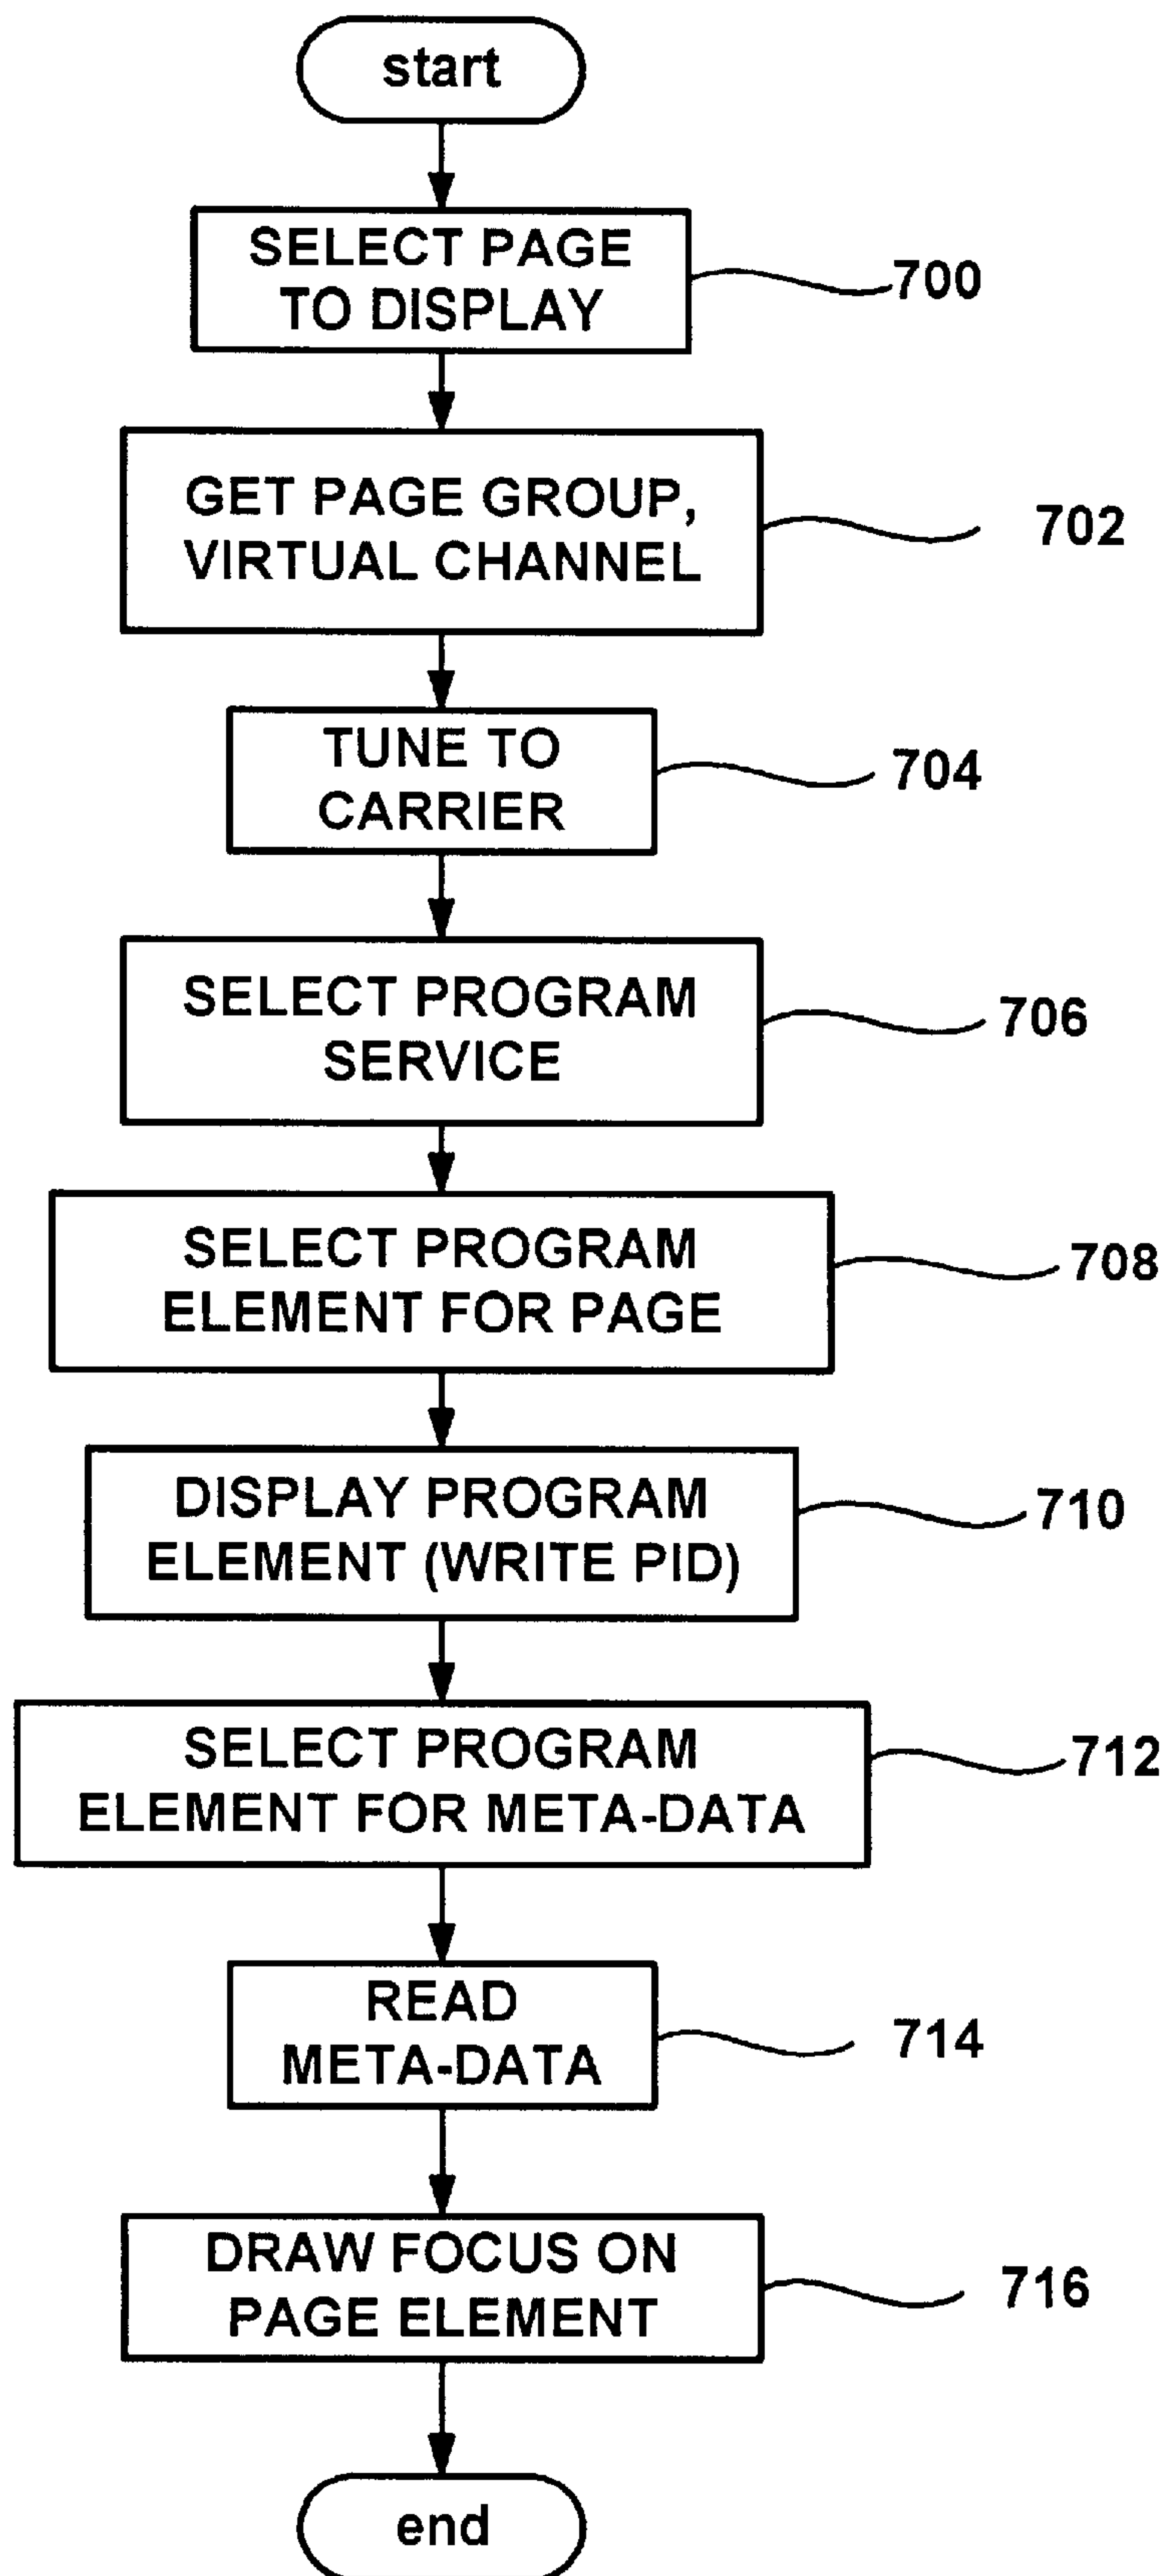 start
SELECT PAGE
TO DISPLAY
700
GET PAGE GROUP,
VIRTUAL CHANNEL
702
TUNE TO
CARRIER
704
SELECT PROGRAM
SERVICE
706
SELECT PROGRAM
ELEMENT FOR PAGE
708
DISPLAY PROGRAM
ELEMENT (WRITE PID)
710
SELECT PROGRAM
ELEMENT FOR META-DATA
712
READ
META-DATA
714
DRAW FOCUS ON
PAGE ELEMENT
716
end